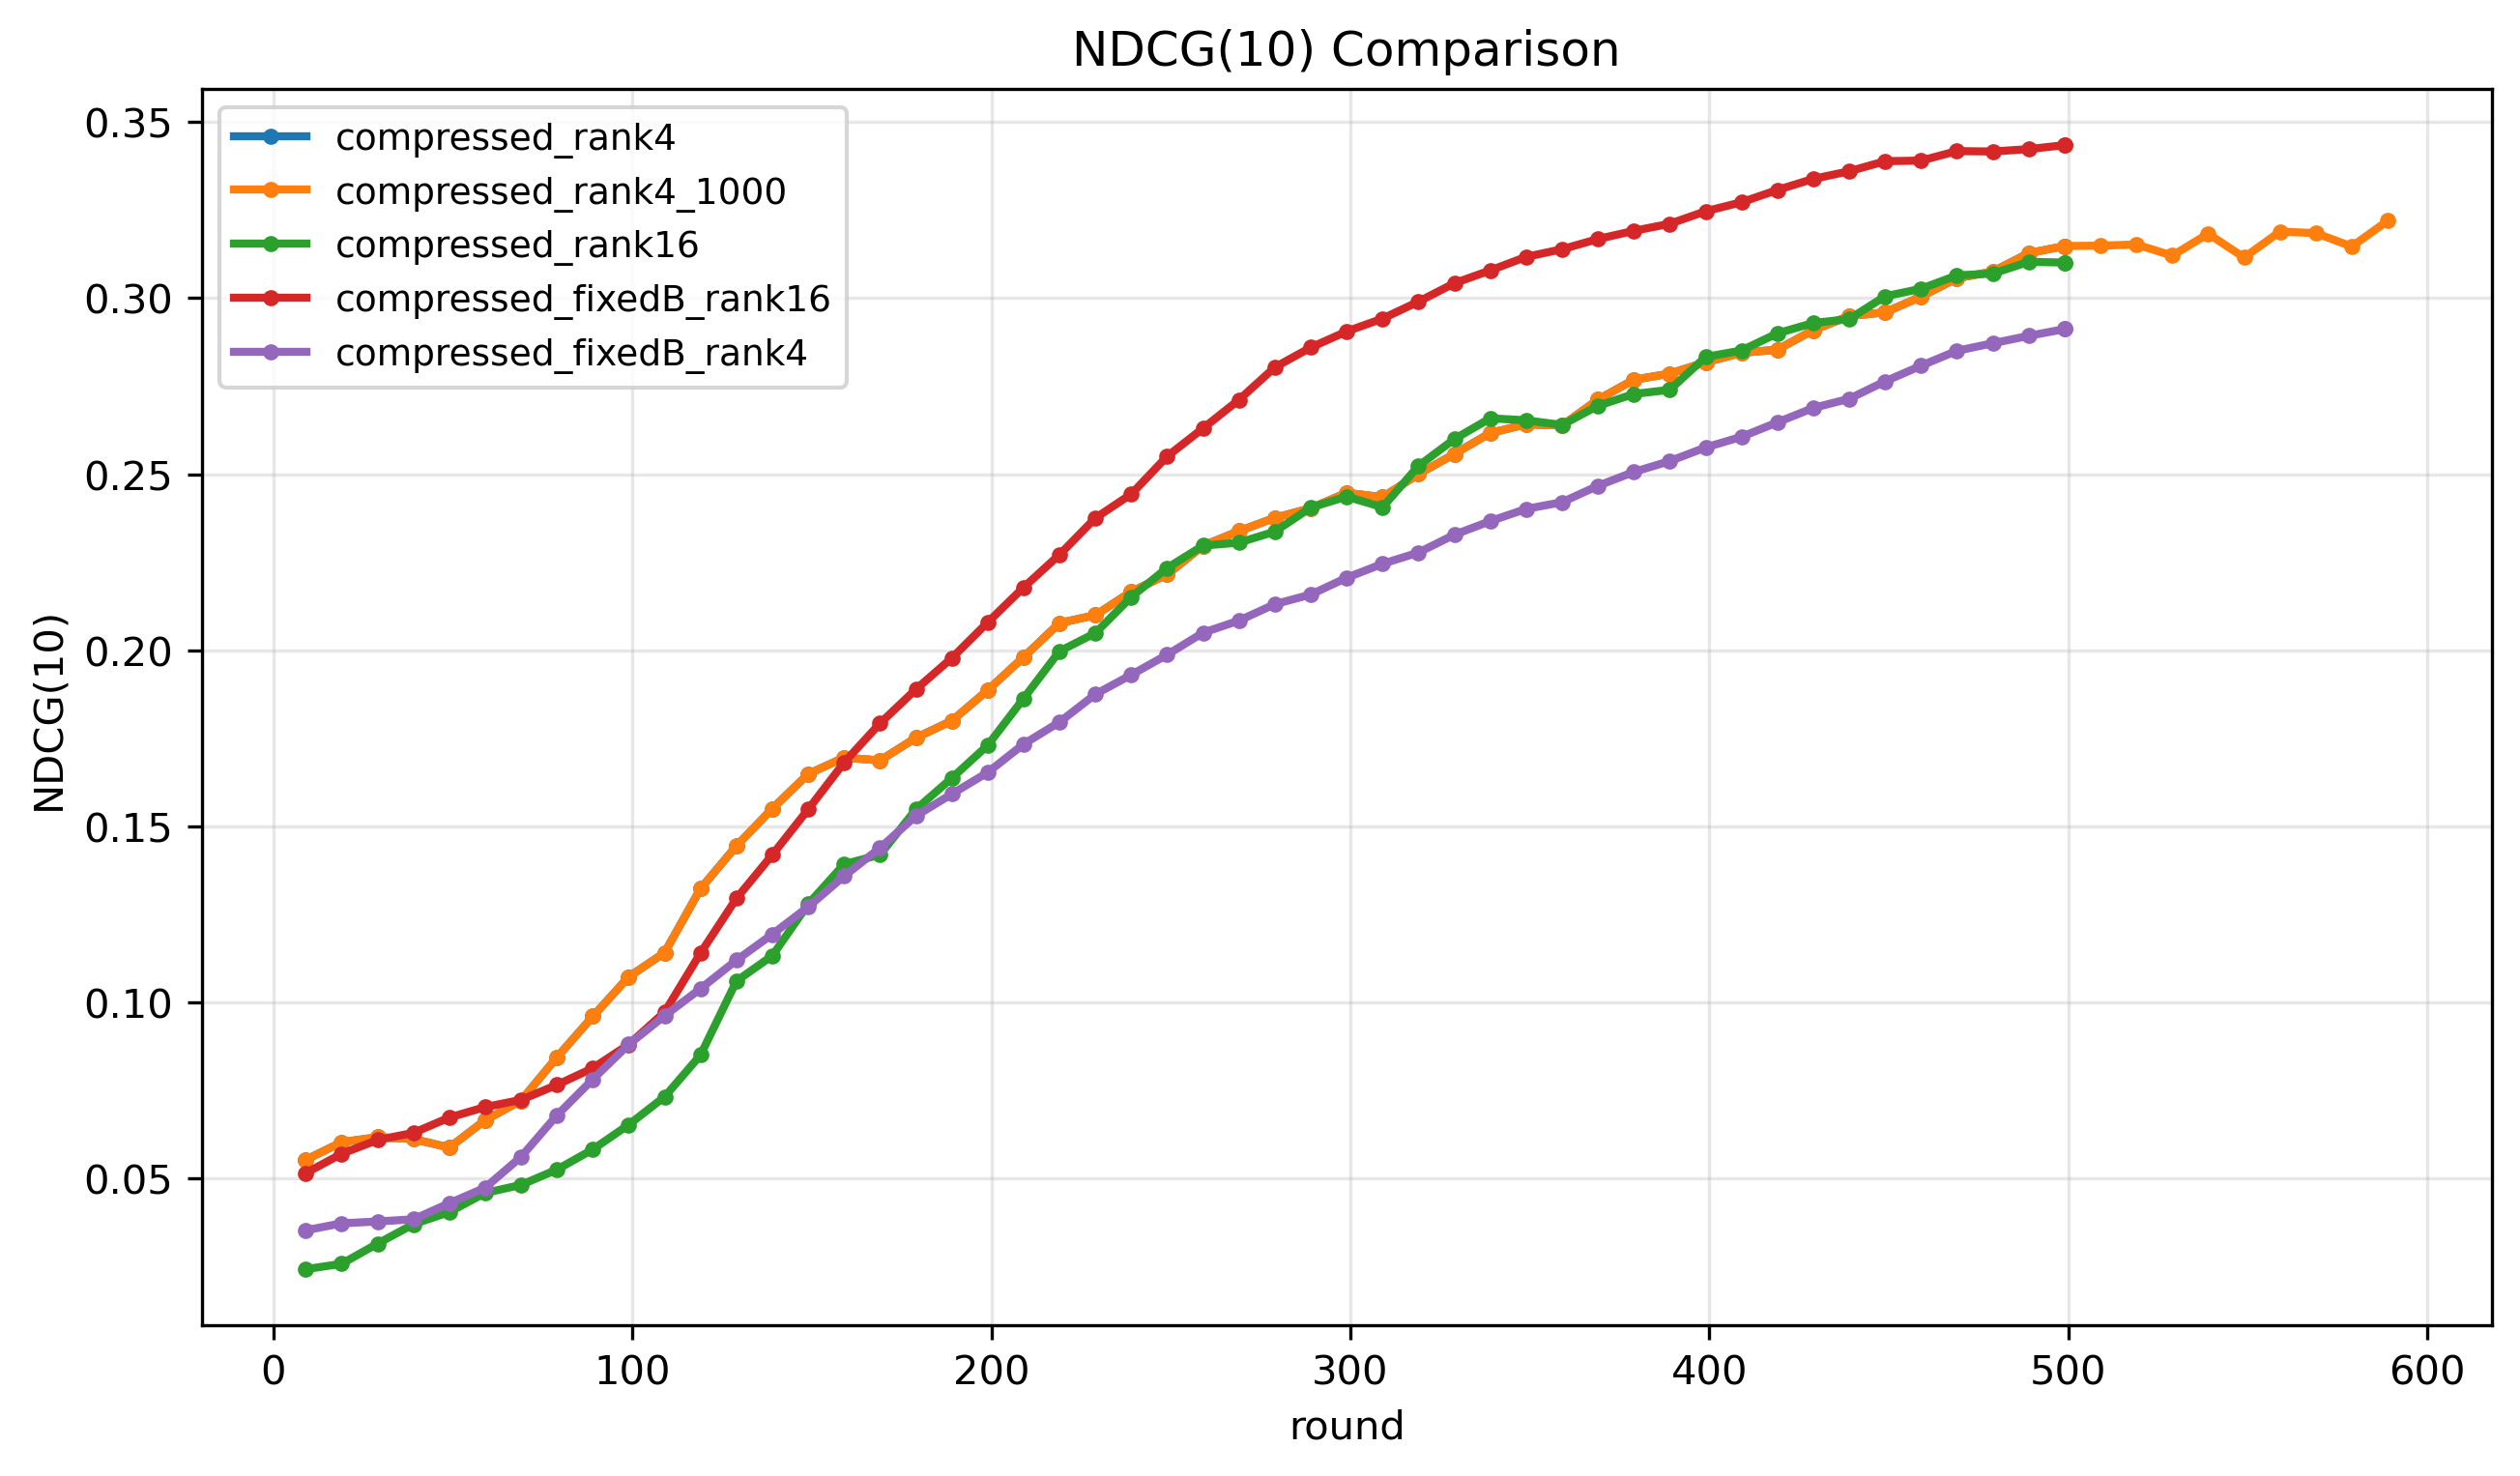 NDCG(10) Comparison
compressed_rank4
compressed_rank4_1000
compressed_rank16
compressed_fixedB_rank16
compressed_fixedB_rank4
NDCG(10)
0.35
0.30
0.25
0.20
0.15
0.10
0.05
0 100 200 300 400 500 600
round